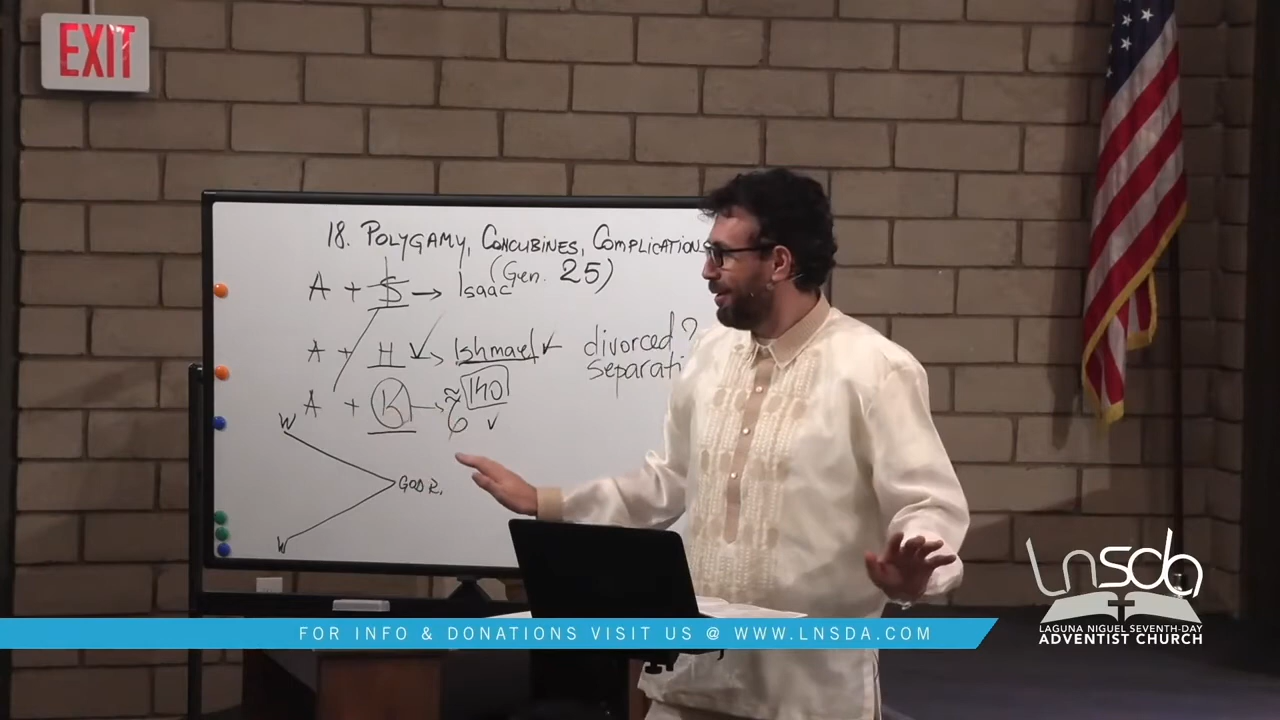 EXIT
18. POLYGAMY, CONCUBINES, COMPLICATIONS
(Gen. 25)
A + S → Isaac
A + H ✓ → Ishmael ✓ divorced?
separati
A + K → ≈ 140
6 ✓
W
GOD R.
W
LNSDA
LAGUNA NIGUEL SEVENTH-DAY
ADVENTIST CHURCH
FOR INFO & DONATIONS VISIT US @ WWW.LNSDA.COM